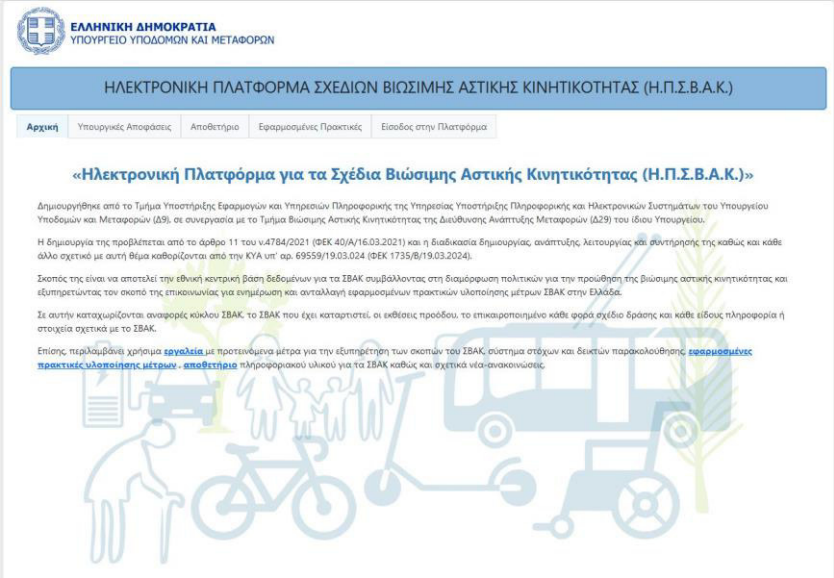 ΕΛΛΗΝΙΚΗ ΔΗΜΟΚΡΑΤΙΑ
ΥΠΟΥΡΓΕΙΟ ΥΠΟΔΟΜΩΝ ΚΑΙ ΜΕΤΑΦΟΡΩΝ
ΗΛΕΚΤΡΟΝΙΚΗ ΠΛΑΤΦΟΡΜΑ ΣΧΕΔΙΩΝ ΒΙΩΣΙΜΗΣ ΑΣΤΙΚΗΣ ΚΙΝΗΤΙΚΟΤΗΤΑΣ (Η.Π.Σ.Β.Α.Κ.)
Αρχική Υπουργικές Αποφάσεις Αποθετήριο Εφαρμοσμένες Πρακτικές Είσοδος στην Πλατφόρμα
«Ηλεκτρονική Πλατφόρμα για τα Σχέδια Βιώσιμης Αστικής Κινητικότητας (Η.Π.Σ.Β.Α.Κ.)»
Δημιουργήθηκε από το Τμήμα Υποστήριξης Εφαρμογών και Υπηρεσιών Πληροφορικής της Υπηρεσίας Υποστήριξης Πληροφορικής και Ηλεκτρονικών Συστημάτων του Υπουργείου
Υποδομών και Μεταφορών (Δ9), σε συνεργασία με το Τμήμα Βιώσιμης Αστικής Κινητικότητας της Διεύθυνσης Ανάπτυξης Μεταφορών (Δ29) του ίδιου Υπουργείου.
Η δημιουργία της προβλέπεται από το άρθρο 11 του ν.4784/2021 (ΦΕΚ 40/Α/16.03.2021) και η διαδικασία δημιουργίας, ανάπτυξης, λειτουργίας και συντήρησής της καθώς και κάθε
άλλο σχετικό με αυτή θέμα καθορίζονται από την ΚΥΑ υπ' αρ. 69559/19.03.024 (ΦΕΚ 1735/Β/19.03.2024).
Σκοπός της είναι να αποτελεί την εθνική κεντρική βάση δεδομένων για τα ΣΒΑΚ συμβάλλοντας στη διαμόρφωση πολιτικών για την προώθηση της βιώσιμης αστικής κινητικότητας και
εξυπηρετώντας τον σκοπό της επικοινωνίας για ενημέρωση και ανταλλαγή εφαρμοσμένων πρακτικών υλοποίησης μέτρων ΣΒΑΚ στην Ελλάδα.
Σε αυτήν καταχωρίζονται αναφορές κύκλου ΣΒΑΚ, το ΣΒΑΚ που έχει καταρτιστεί, οι εκθέσεις προόδου, το επικαιροποιημένο κάθε φορά σχέδιο δράσης και κάθε είδους πληροφορία ή
στοιχεία σχετικά με το ΣΒΑΚ.
Επίσης, περιλαμβάνει χρήσιμα εργαλεία με προτεινόμενα μέτρα για την εξυπηρέτηση των σκοπών του ΣΒΑΚ, σύστημα στόχων και δεικτών παρακολούθησης, εφαρμοσμένες
πρακτικές υλοποίησης μέτρων , αποθετήριο πληροφοριακού υλικού για τα ΣΒΑΚ καθώς και σχετικά νέα-ανακοινώσεις.